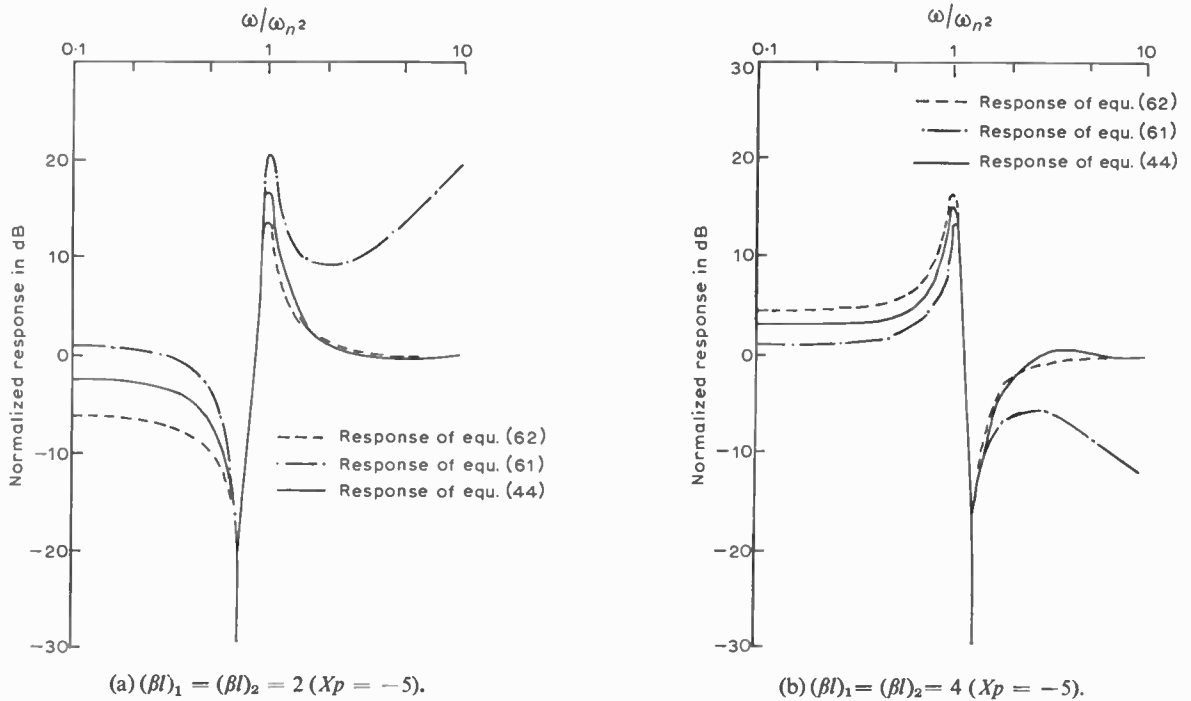 ω/ωn²
0·1 1 10
20
10
0
−10
−20
−30
Normalized response in dB
Response of equ. (62)
Response of equ. (61)
Response of equ. (44)
(a) (βl)₁ = (βl)₂ = 2 (Xp = −5).
ω/ωn²
0·1 1 10
30
20
10
0
−10
−20
−30
Normalized response in dB
Response of equ. (62)
Response of equ. (61)
Response of equ. (44)
(b) (βl)₁ = (βl)₂ = 4 (Xp = −5).